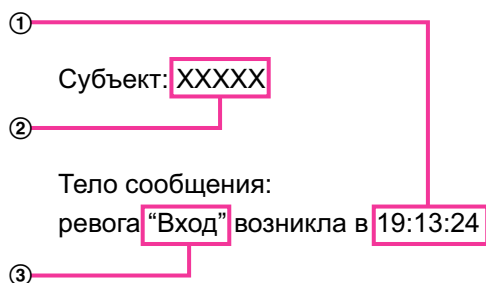 ①
Субъект: XXXXX
②
Тело сообщения:
ревога “Вход” возникла в 19:13:24
③